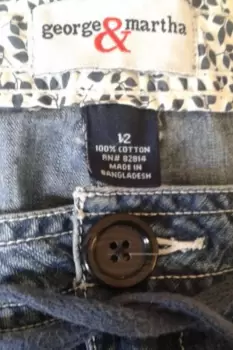 george & martha
12
100% COTTON
RN# 82814
MADE IN
BANGLADESH